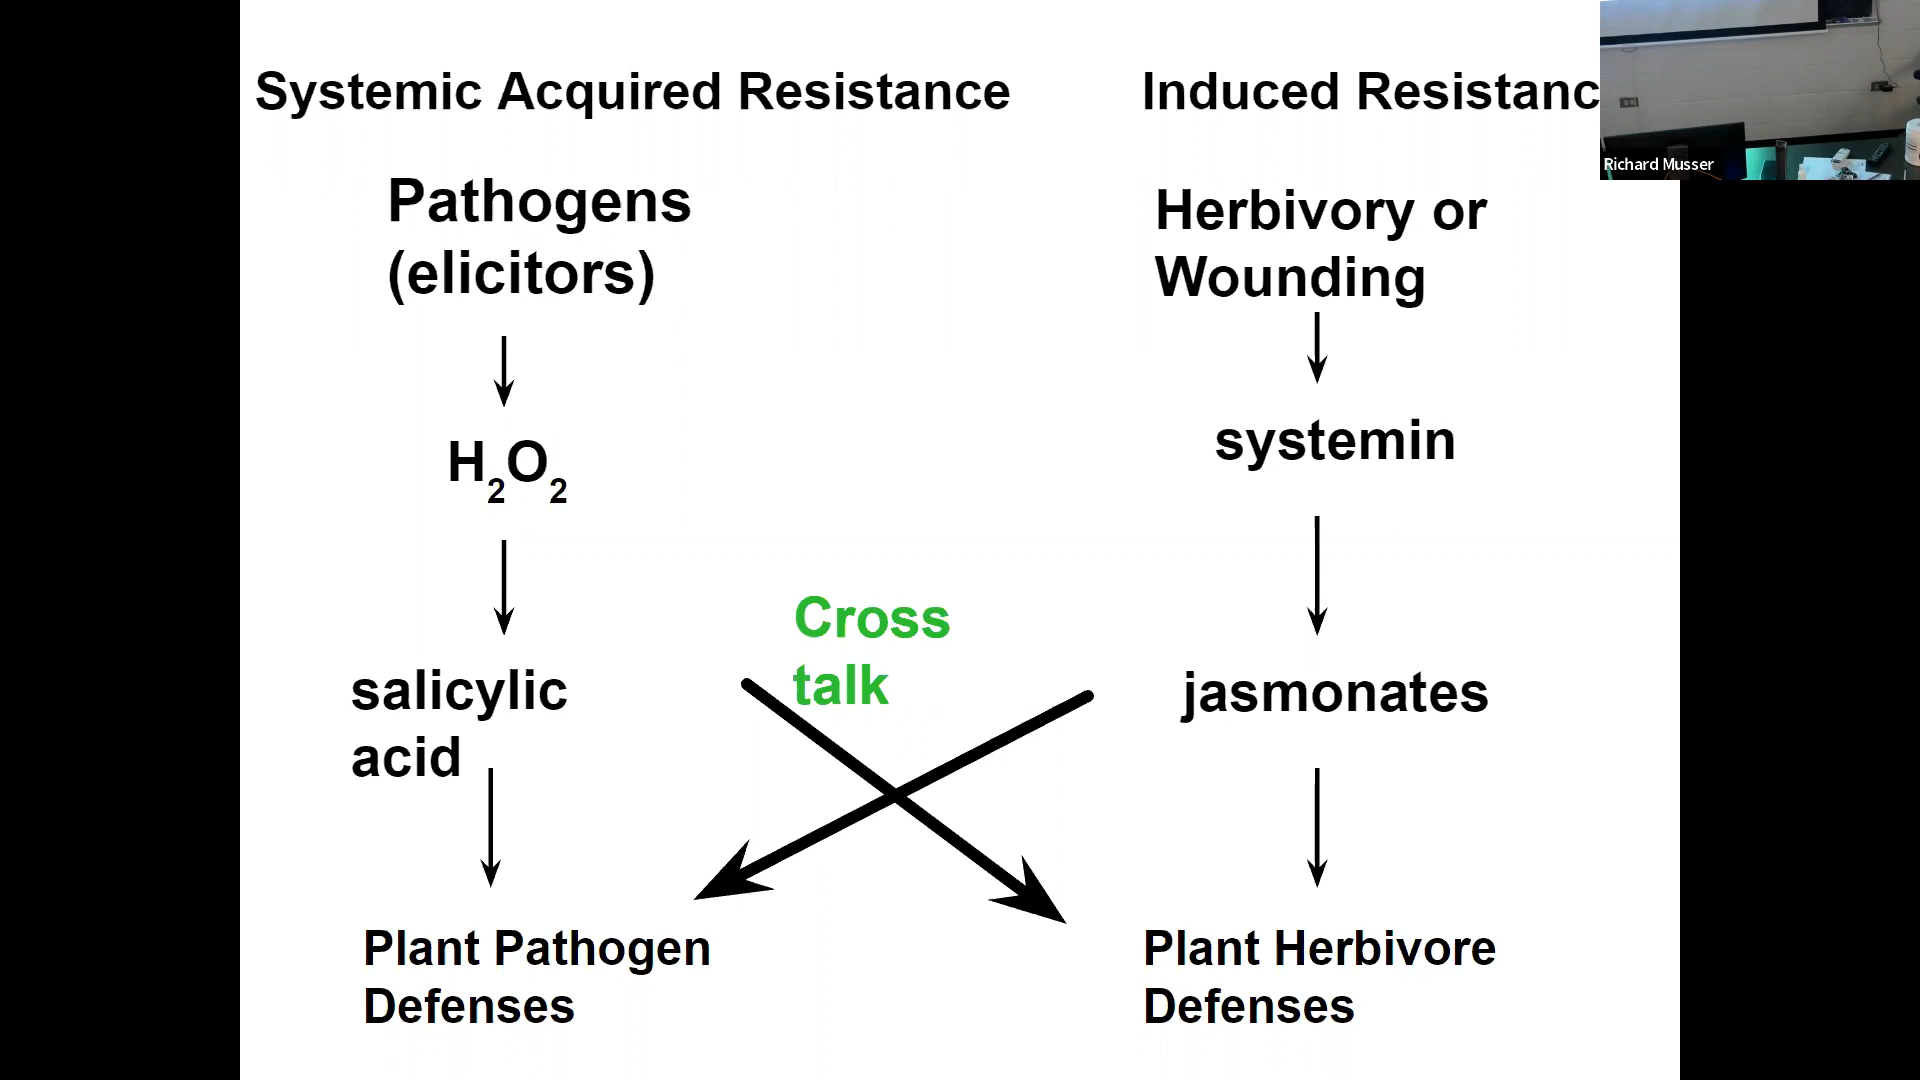 Systemic Acquired Resistance
Induced Resistanc
Richard Musser
Pathogens
(elicitors)
Herbivory or
Wounding
H2O2
systemin
Cross
talk
salicylic
acid
jasmonates
Plant Pathogen
Defenses
Plant Herbivore
Defenses